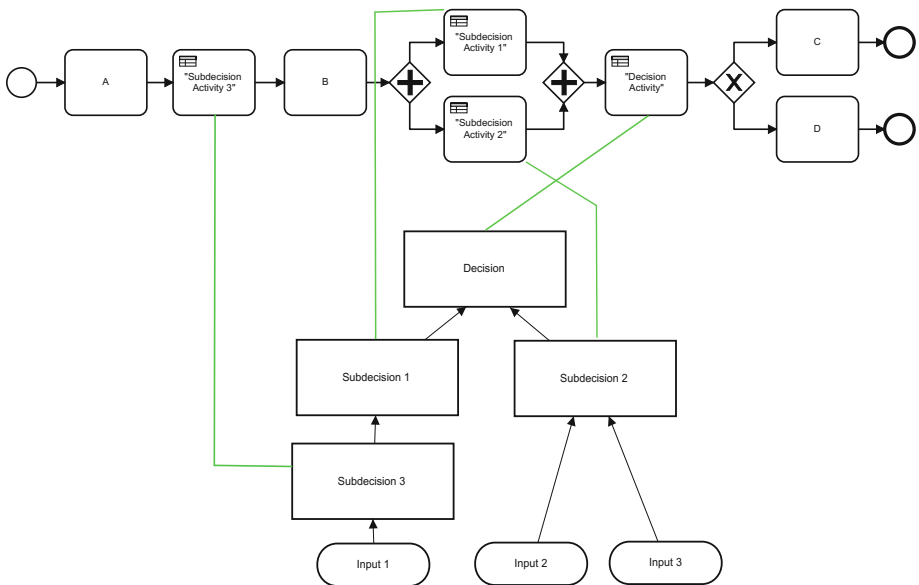 A
"Subdecision
Activity 3"
B
"Subdecision
Activity 1"
"Subdecision
Activity 2"
"Decision
Activity"
X
C
D
Decision
Subdecision 1
Subdecision 2
Subdecision 3
Input 1
Input 2
Input 3